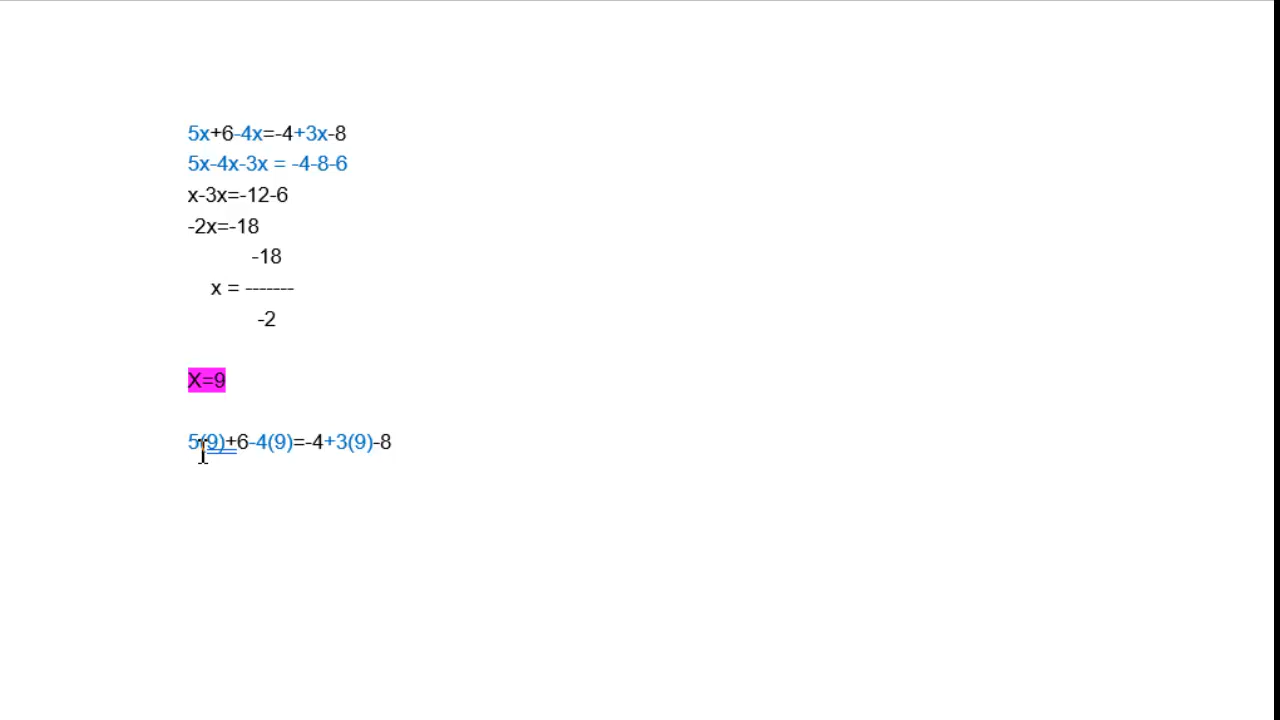 5x+6-4x=-4+3x-8
5x-4x-3x = -4-8-6
x-3x=-12-6
-2x=-18
-18
x = -------
-2
X=9
5(9)+6-4(9)=-4+3(9)-8